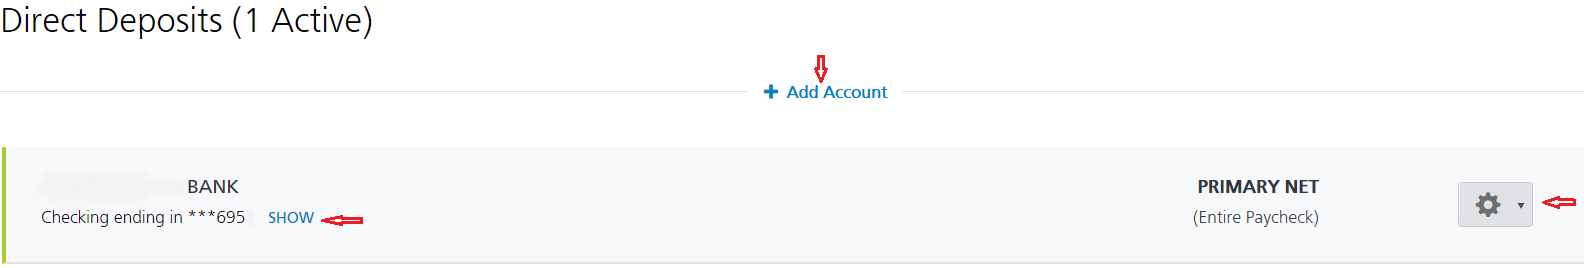 Direct Deposits (1 Active)
Add Account
BANK
PRIMARY NET
Checking ending in ***695 SHOW
(Entire Paycheck)